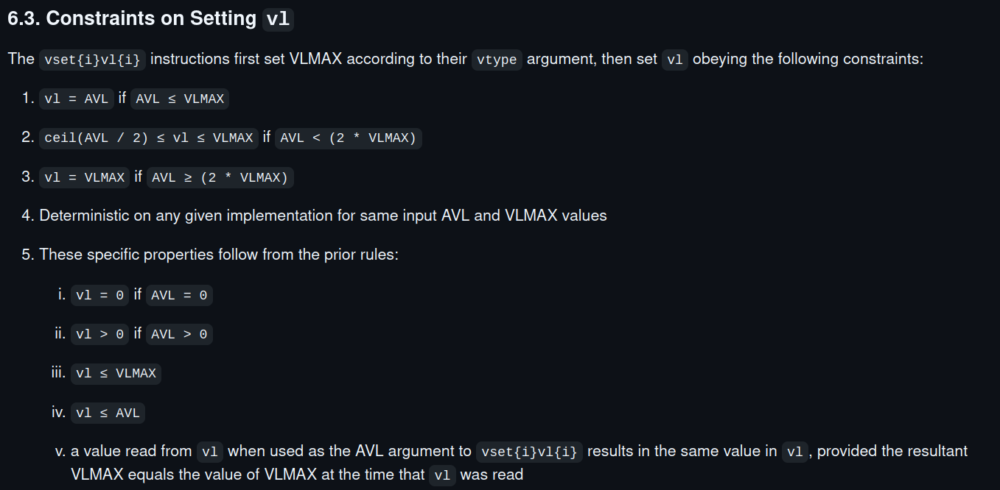 6.3. Constraints on Setting vl
The vset{i}vl{i} instructions first set VLMAX according to their vtype argument, then set vl obeying the following constraints:
1. vl = AVL if AVL ≤ VLMAX
2. ceil(AVL / 2) ≤ vl ≤ VLMAX if AVL < (2 * VLMAX)
3. vl = VLMAX if AVL ≥ (2 * VLMAX)
4. Deterministic on any given implementation for same input AVL and VLMAX values
5. These specific properties follow from the prior rules:
i. vl = 0 if AVL = 0
ii. vl > 0 if AVL > 0
iii. vl ≤ VLMAX
iv. vl ≤ AVL
v. a value read from vl when used as the AVL argument to vset{i}vl{i} results in the same value in vl, provided the resultant
VLMAX equals the value of VLMAX at the time that vl was read